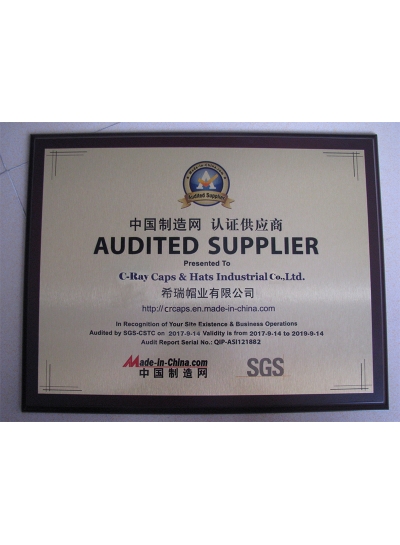 Audited Supplier
中国制造网 认证供应商
AUDITED SUPPLIER
Presented To
C-Ray Caps & Hats Industrial Co.,Ltd.
希瑞帽业有限公司
http://crcaps.en.made-in-china.com
In Recognition of Your Site Existence & Business Operations
Audited by SGS-CSTC on 2017-9-14 Validity is from 2017-9-14 to 2019-9-14
Audit Report Serial No.: QIP-ASI121882
Made-in-China.com
中国制造网
SGS